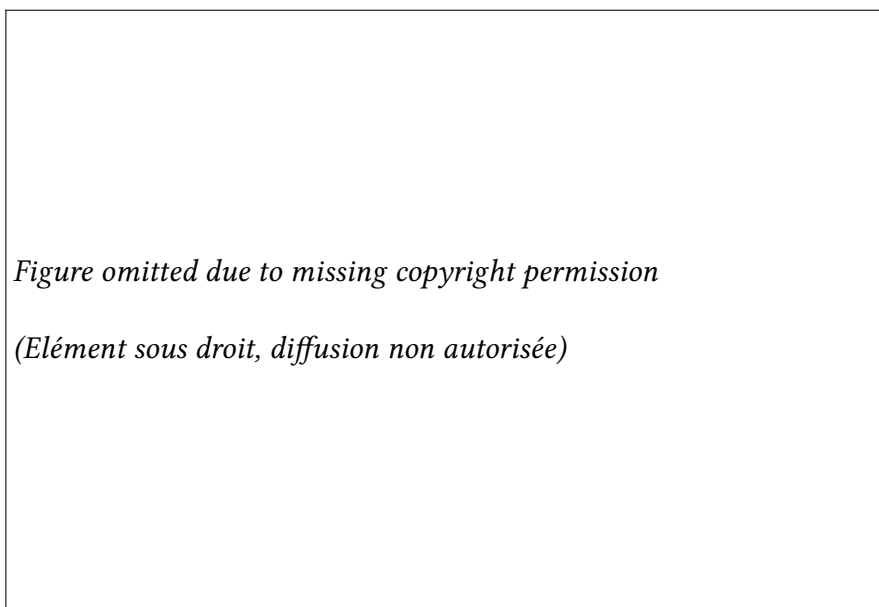 Figure omitted due to missing copyright permission
(Elément sous droit, diffusion non autorisée)